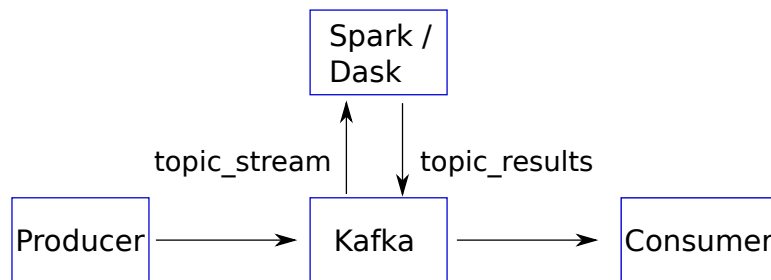 Spark /
Dask
topic_stream
topic_results
Producer
Kafka
Consumer